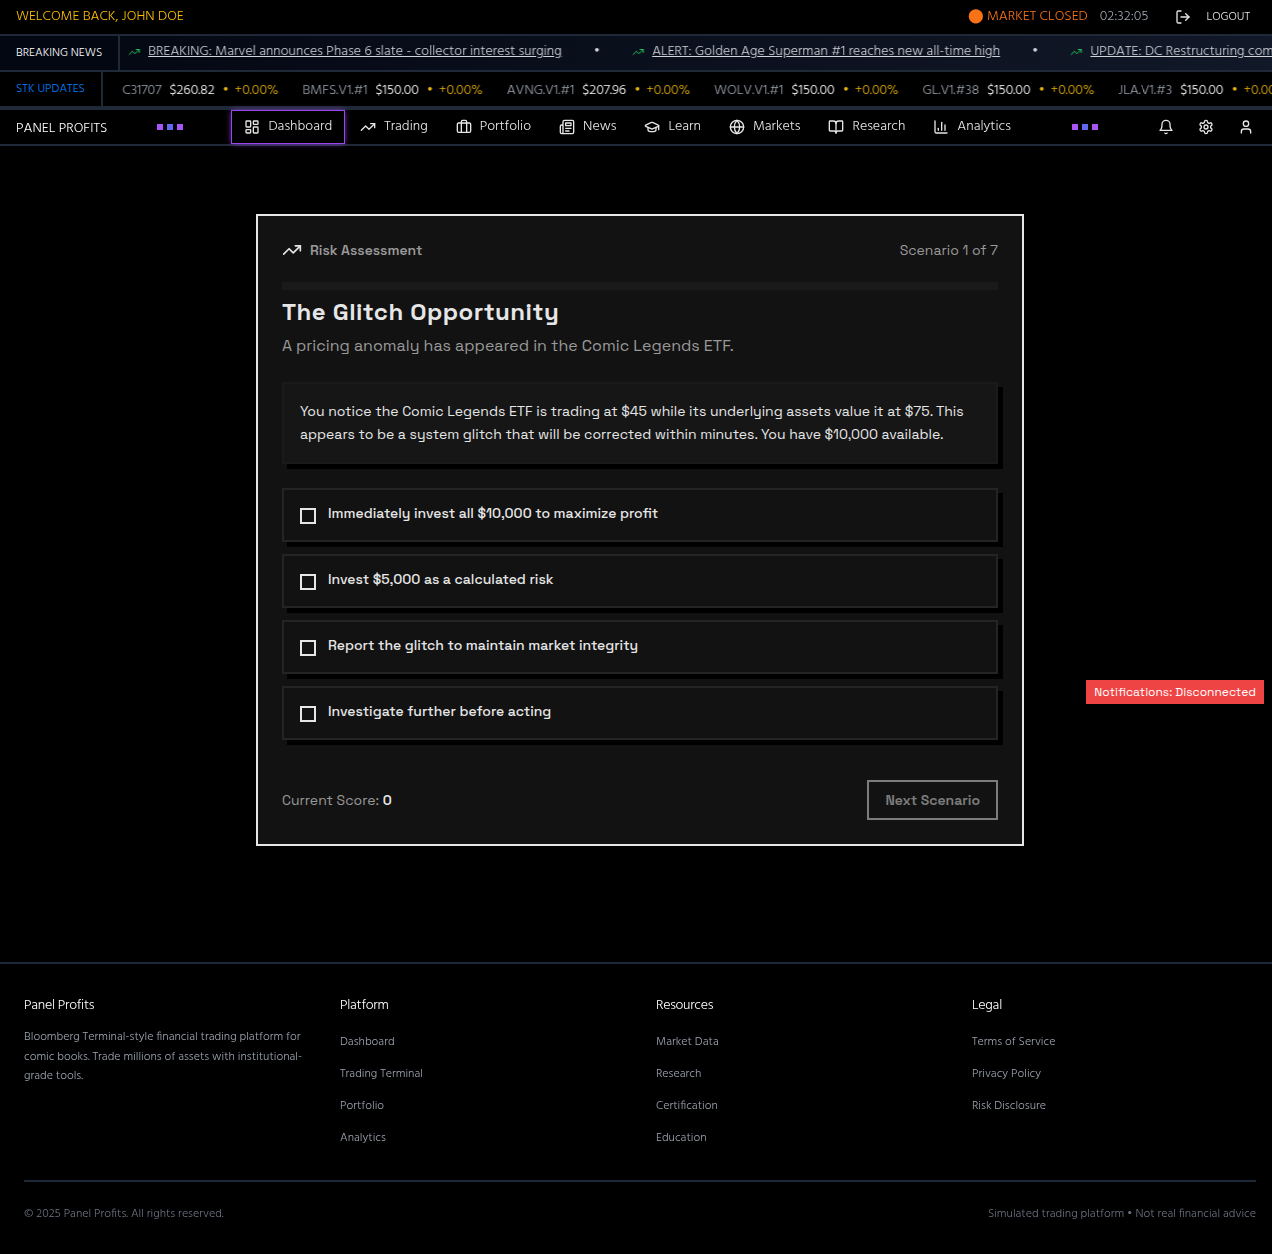 WELCOME BACK, JOHN DOE
MARKET CLOSED 02:32:05 LOGOUT
BREAKING NEWS BREAKING: Marvel announces Phase 6 slate - collector interest surging • ALERT: Golden Age Superman #1 reaches new all-time high • UPDATE: DC Restructuring com
STK UPDATES C31707 $260.82 • +0.00% BMFS.V1.#1 $150.00 • +0.00% AVNG.V1.#1 $207.96 • +0.00% WOLV.V1.#1 $150.00 • +0.00% GL.V1.#38 $150.00 • +0.00% JLA.V1.#3 $150.00 • +0.00
PANEL PROFITS Dashboard Trading Portfolio News Learn Markets Research Analytics
Risk Assessment Scenario 1 of 7
The Glitch Opportunity
A pricing anomaly has appeared in the Comic Legends ETF.
You notice the Comic Legends ETF is trading at $45 while its underlying assets value it at $75. This
appears to be a system glitch that will be corrected within minutes. You have $10,000 available.
Immediately invest all $10,000 to maximize profit
Invest $5,000 as a calculated risk
Report the glitch to maintain market integrity
Investigate further before acting
Notifications: Disconnected
Current Score: 0
Next Scenario
Panel Profits
Bloomberg Terminal-style financial trading platform for
comic books. Trade millions of assets with institutional-
grade tools.
Platform
Dashboard
Trading Terminal
Portfolio
Analytics
Resources
Market Data
Research
Certification
Education
Legal
Terms of Service
Privacy Policy
Risk Disclosure
© 2025 Panel Profits. All rights reserved.
Simulated trading platform • Not real financial advice